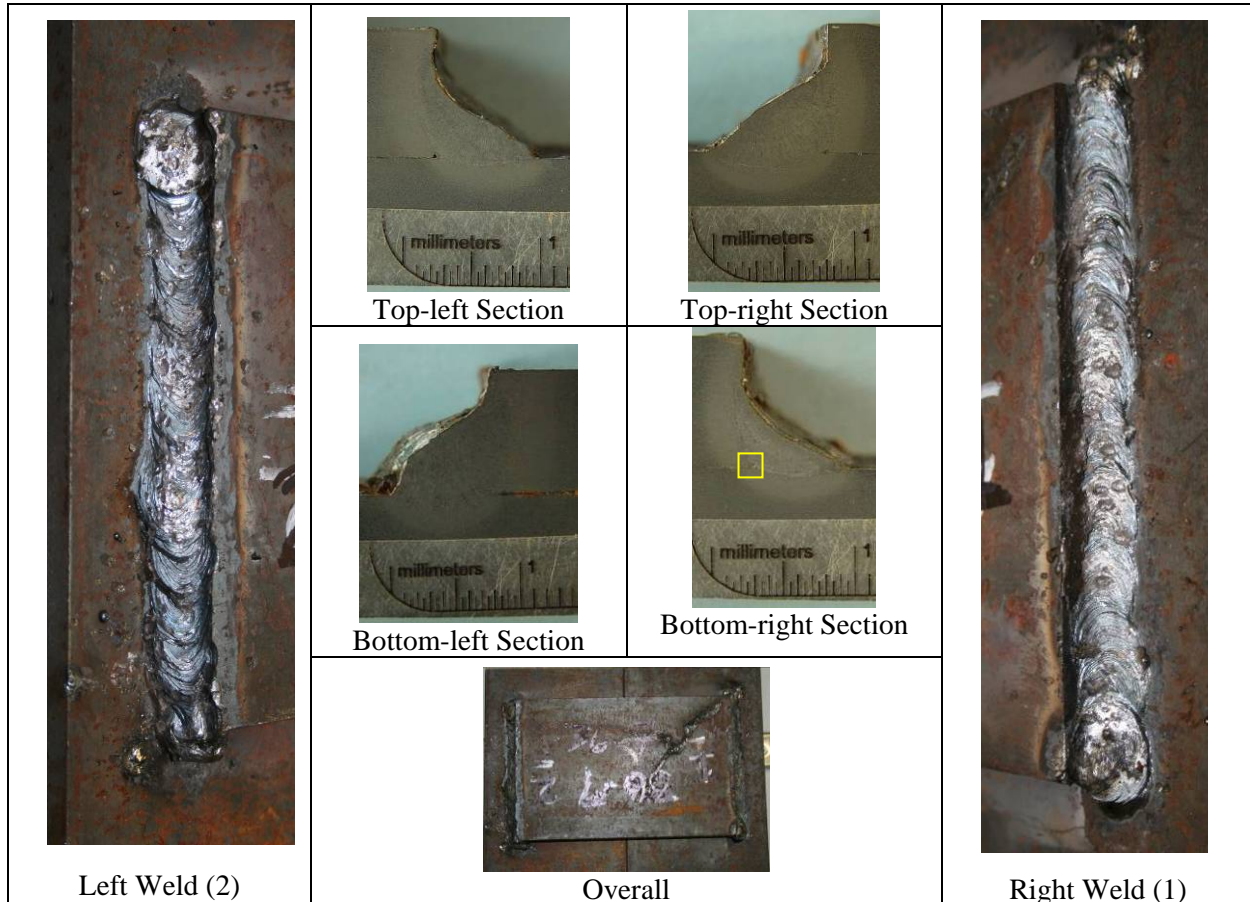 millimeters 1
Top-left Section
millimeters 1
Top-right Section
millimeters 1
Bottom-left Section
millimeters 1
Bottom-right Section
Left Weld (2)
Overall
Right Weld (1)